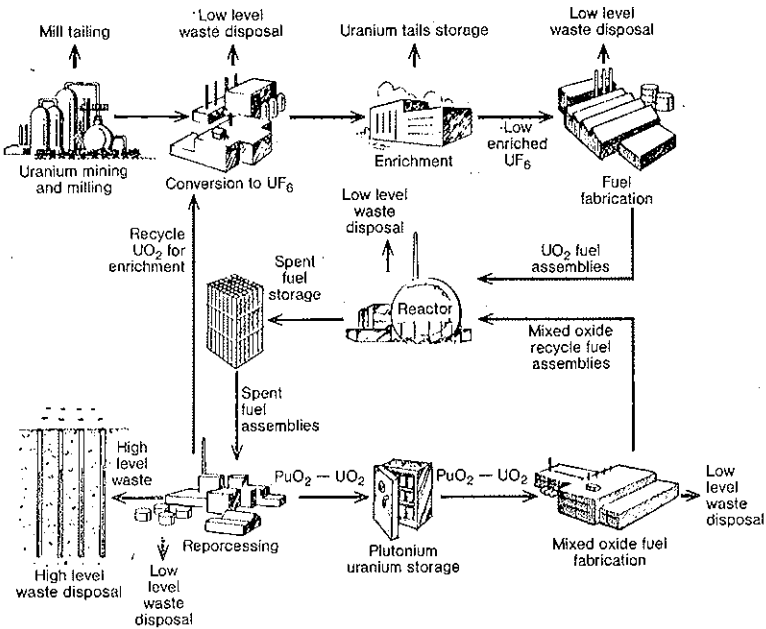 Mill tailing
Low level
waste disposal
Uranium tails storage
Low level
waste disposal
Uranium mining
and milling
Conversion to UF6
Enrichment
Low
enriched
UF6
Fuel
fabrication
Recycle
UO2 for
enrichment
Low level
waste
disposal
Spent
fuel
storage
Reactor
UO2 fuel
assemblies
Mixed oxide
recycle fuel
assemblies
Spent
fuel
assemblies
High
level
waste
PuO2 — UO2
PuO2 — UO2
Low
level
waste
disposal
High level
waste disposal
Reporcessing
Low
level
waste
disposal
Plutonium
uranium storage
Mixed oxide fuel
fabrication